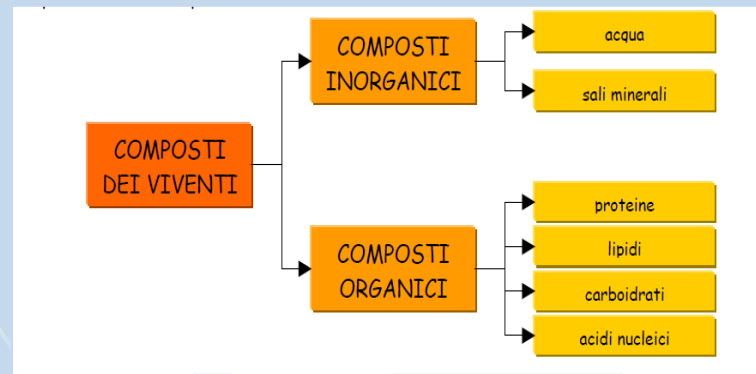 COMPOSTI
DEI VIVENTI
COMPOSTI
INORGANICI
acqua
sali minerali
COMPOSTI
ORGANICI
proteine
lipidi
carboidrati
acidi nucleici